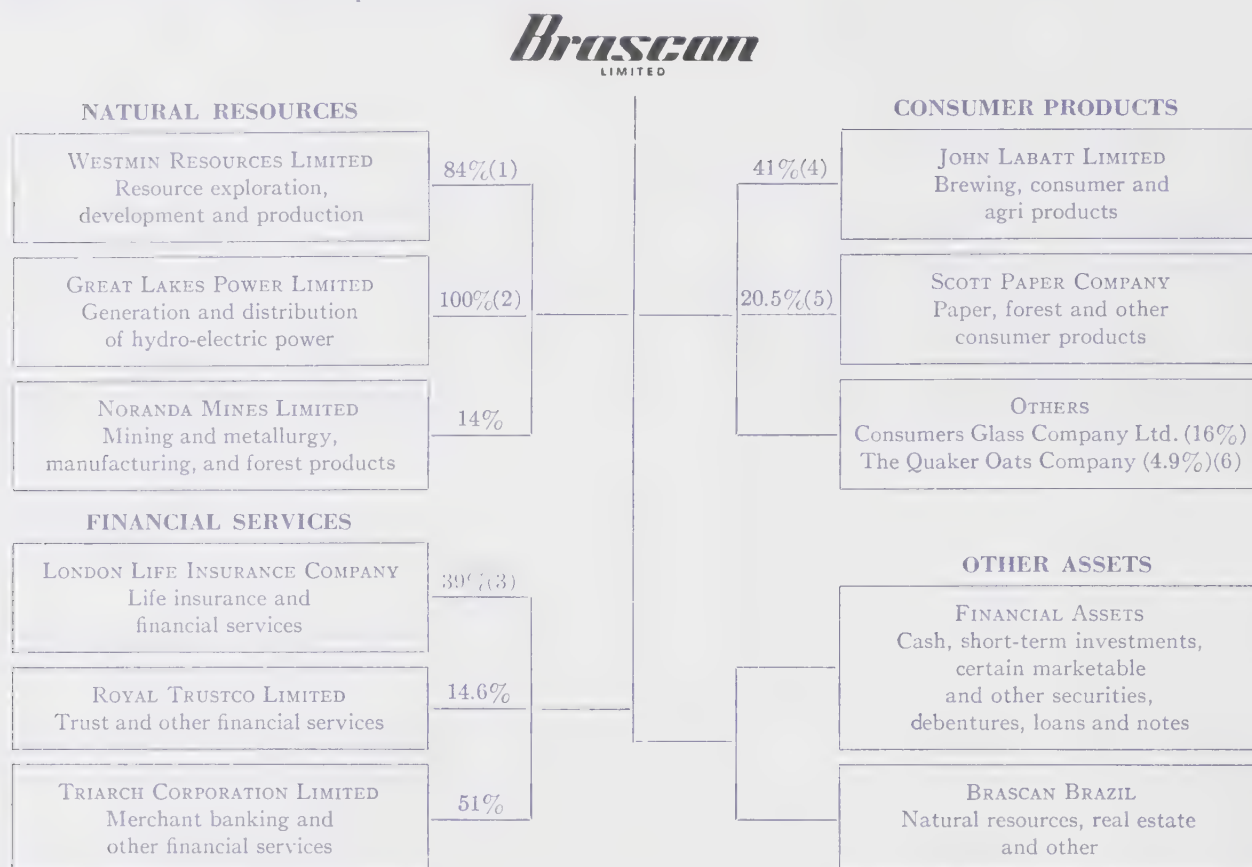 Brascan
LIMITED
NATURAL RESOURCES
WESTMIN RESOURCES LIMITED
Resource exploration,
development and production
84%(1)
GREAT LAKES POWER LIMITED
Generation and distribution
of hydro-electric power
100%(2)
NORANDA MINES LIMITED
Mining and metallurgy,
manufacturing, and forest products
14%
FINANCIAL SERVICES
LONDON LIFE INSURANCE COMPANY
Life insurance and
financial services
39%(3)
ROYAL TRUSTCO LIMITED
Trust and other financial services
14.6%
TRIARCH CORPORATION LIMITED
Merchant banking and
other financial services
51%
CONSUMER PRODUCTS
41%(4)
JOHN LABATT LIMITED
Brewing, consumer and
agri products
20.5%(5)
SCOTT PAPER COMPANY
Paper, forest and other
consumer products
OTHERS
Consumers Glass Company Ltd. (16%)
The Quaker Oats Company (4.9%)(6)
OTHER ASSETS
FINANCIAL ASSETS
Cash, short-term investments,
certain marketable
and other securities,
debentures, loans and notes
BRASCAN BRAZIL
Natural resources, real estate
and other